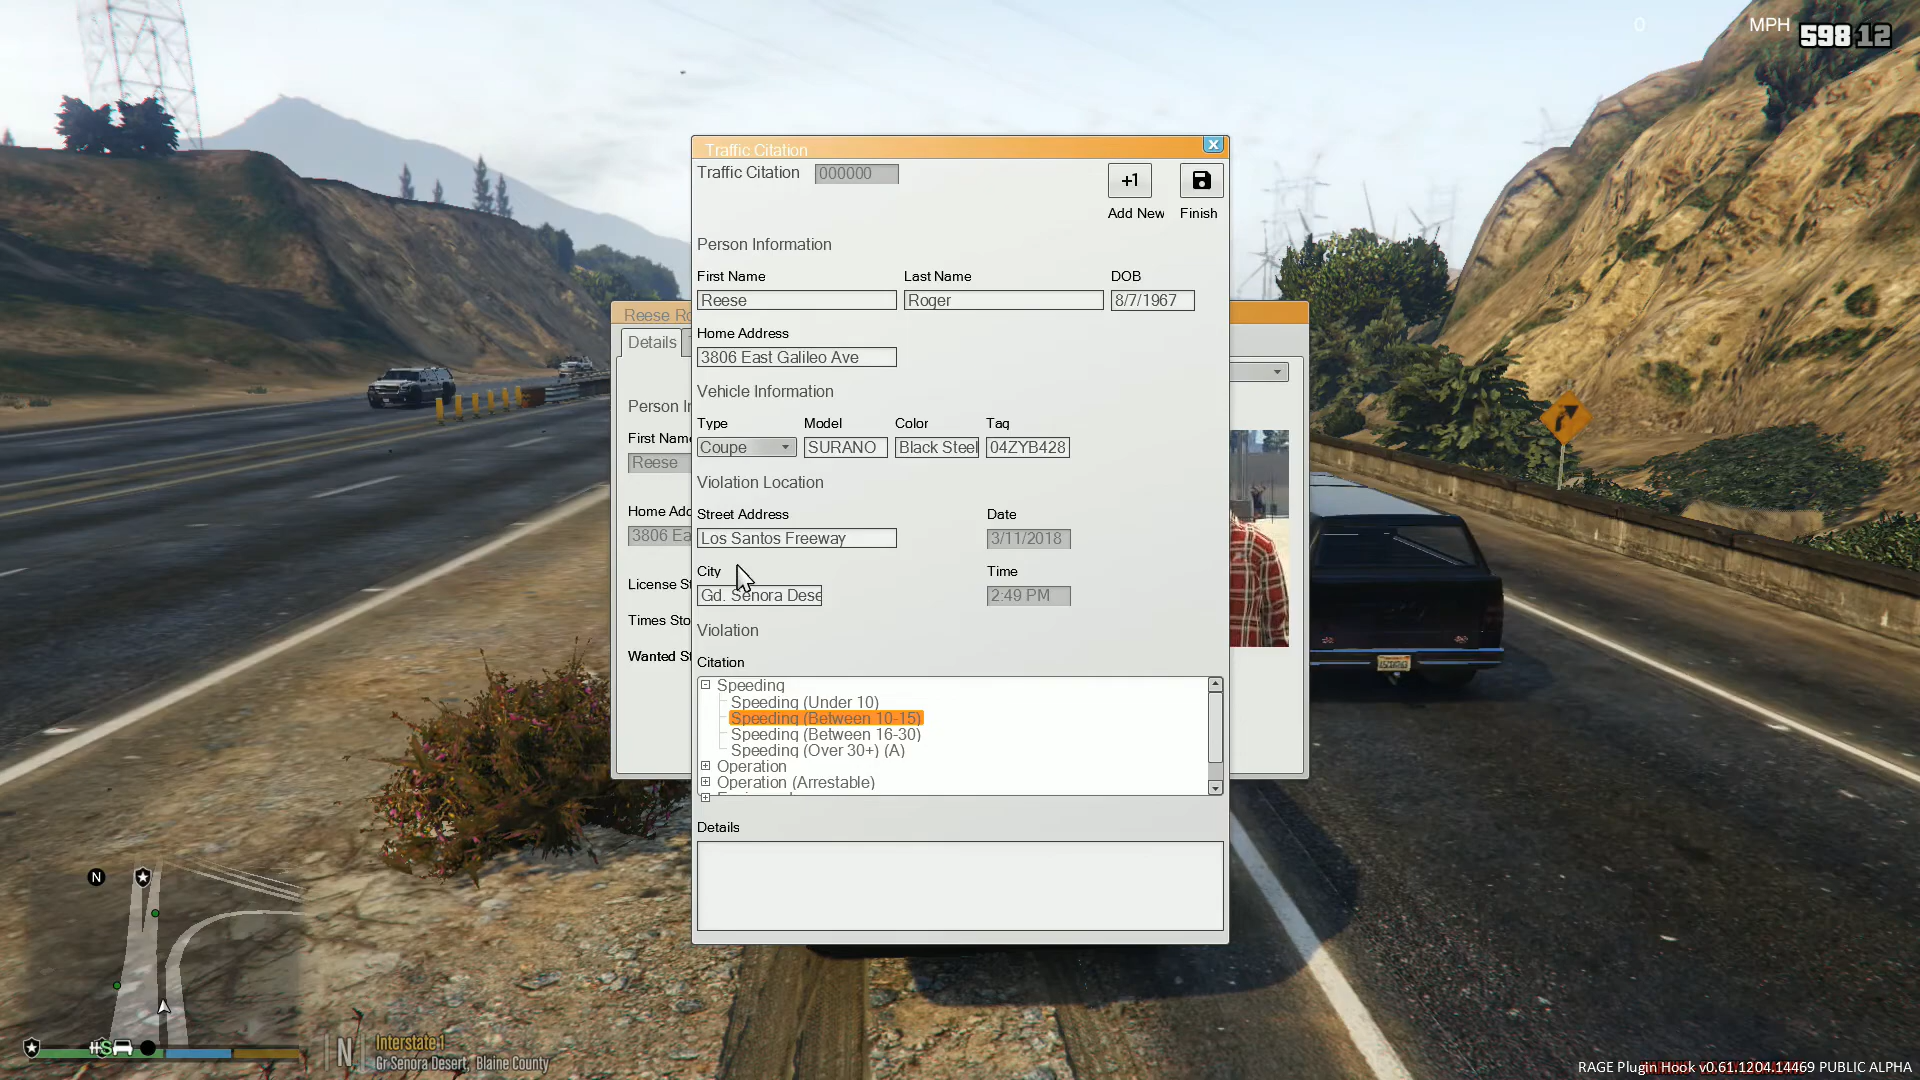 0 MPH 598 12
Traffic Citation
Traffic Citation 000000
+1
Add New Finish
Person Information
First Name Last Name DOB
Reese Roger 8/7/1967
Home Address
3806 East Galileo Ave
Vehicle Information
Type Model Color Tag
Coupe SURANO Black Steel 04ZYB428
Violation Location
Street Address Date
Los Santos Freeway 3/11/2018
City Time
Gd. Senora Dese 2:49 PM
Violation
Citation
Speeding
Speeding (Under 10)
Speeding (Between 10-15)
Speeding (Between 16-30)
Speeding (Over 30+) (A)
Operation
Operation (Arrestable)
Details
Reese Ro
Details
Person In
First Name
Reese
Home Add
3806 Ea
License St
Times Sto
Wanted St
N
N
Interstate 1
Gr Señora Desert, Blaine County
RAGE Plugin Hook v0.61.1204.14469 PUBLIC ALPHA